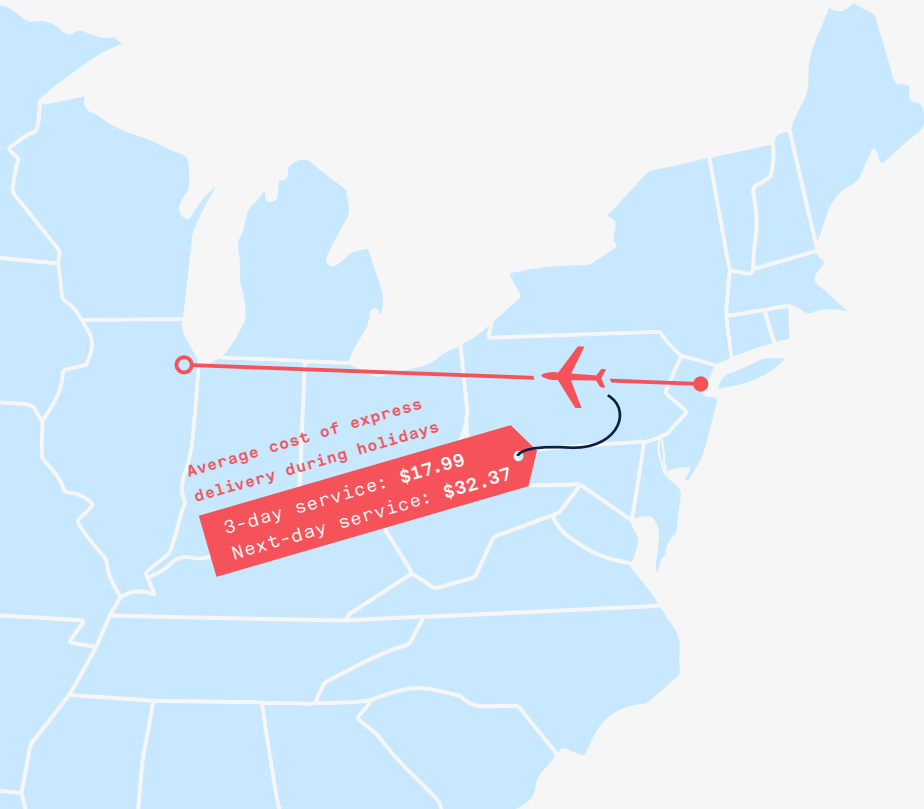 Average cost of express
delivery during holidays
3-day service: $17.99
Next-day service: $32.37